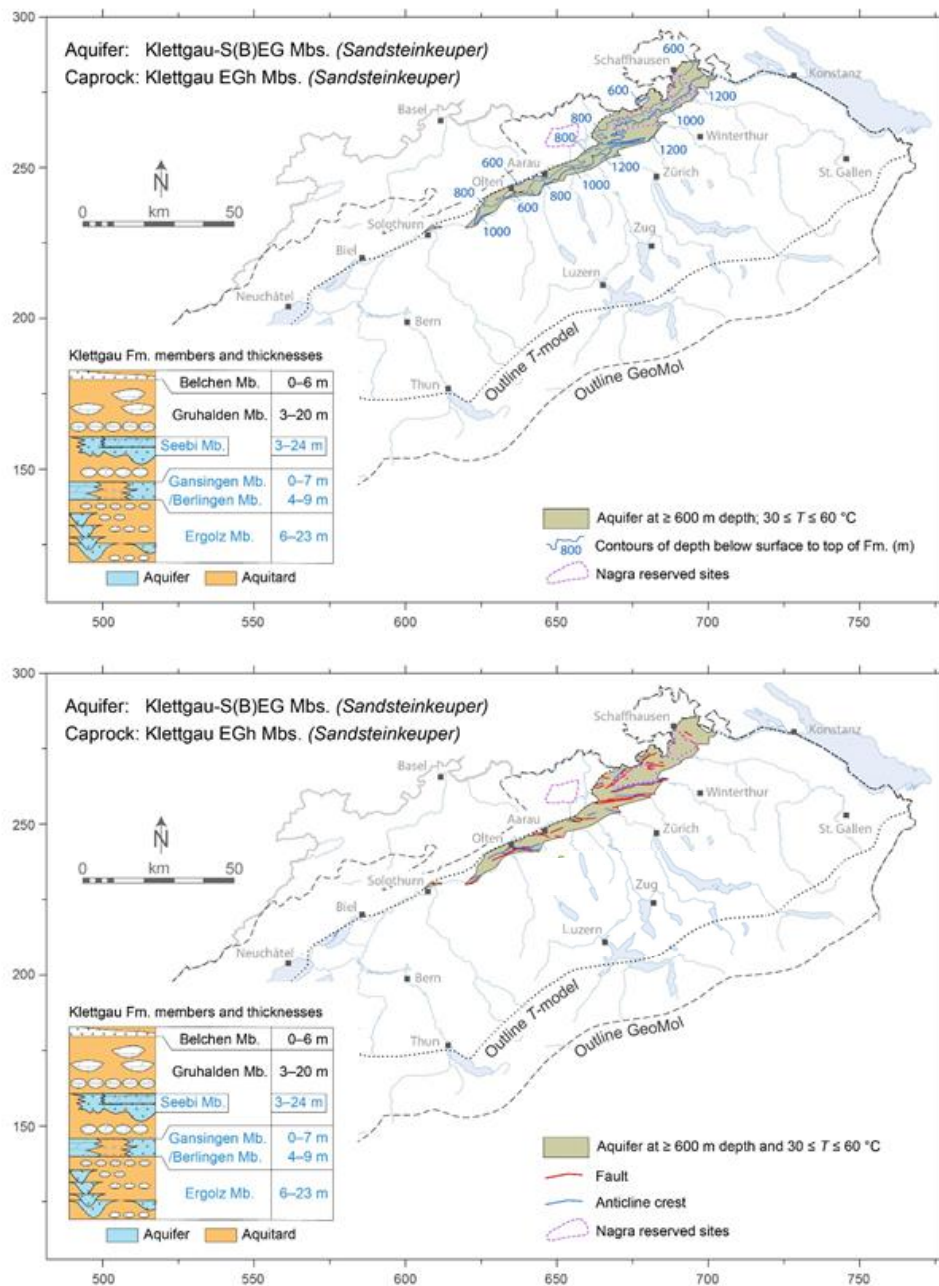 300
Aquifer: Klettgau-S(B)EG Mbs. (Sandsteinkeuper)
Caprock: Klettgau EGh Mbs. (Sandsteinkeuper)
600
Schaffhausen
Konstanz
600
1200
Basel
800
1000
Winterthur
800
250
600
Aarau
1200
St. Gallen
N
Olten
1200
Zürich
800
1000
0 km 50
600
800
Solothurn
1000
Zug
Biel
Luzern
Neuchâtel
200
Bern
Outline T-model
Outline GeoMol
Klettgau Fm. members and thicknesses
Thun
Belchen Mb. 0–6 m
Gruhalden Mb. 3–20 m
Seebi Mb. 3–24 m
150
Gansingen Mb. 0–7 m
/Berlingen Mb. 4–9 m
Ergolz Mb. 6–23 m
Aquifer at ≥ 600 m depth; 30 ≤ T ≤ 60 °C
800 Contours of depth below surface to top of Fm. (m)
Nagra reserved sites
Aquifer Aquitard
500 550 600 650 700 750
300
Aquifer: Klettgau-S(B)EG Mbs. (Sandsteinkeuper)
Caprock: Klettgau EGh Mbs. (Sandsteinkeuper)
Schaffhausen
Konstanz
Basel
Winterthur
250
Aarau
St. Gallen
N
Olten
Zürich
0 km 50
Solothurn
Zug
Biel
Luzern
Neuchâtel
200
Bern
Outline T-model
Outline GeoMol
Klettgau Fm. members and thicknesses
Thun
Belchen Mb. 0–6 m
Gruhalden Mb. 3–20 m
Seebi Mb. 3–24 m
150
Gansingen Mb. 0–7 m
/Berlingen Mb. 4–9 m
Ergolz Mb. 6–23 m
Aquifer at ≥ 600 m depth and 30 ≤ T ≤ 60 °C
Fault
Anticline crest
Nagra reserved sites
Aquifer Aquitard
500 550 600 650 700 750